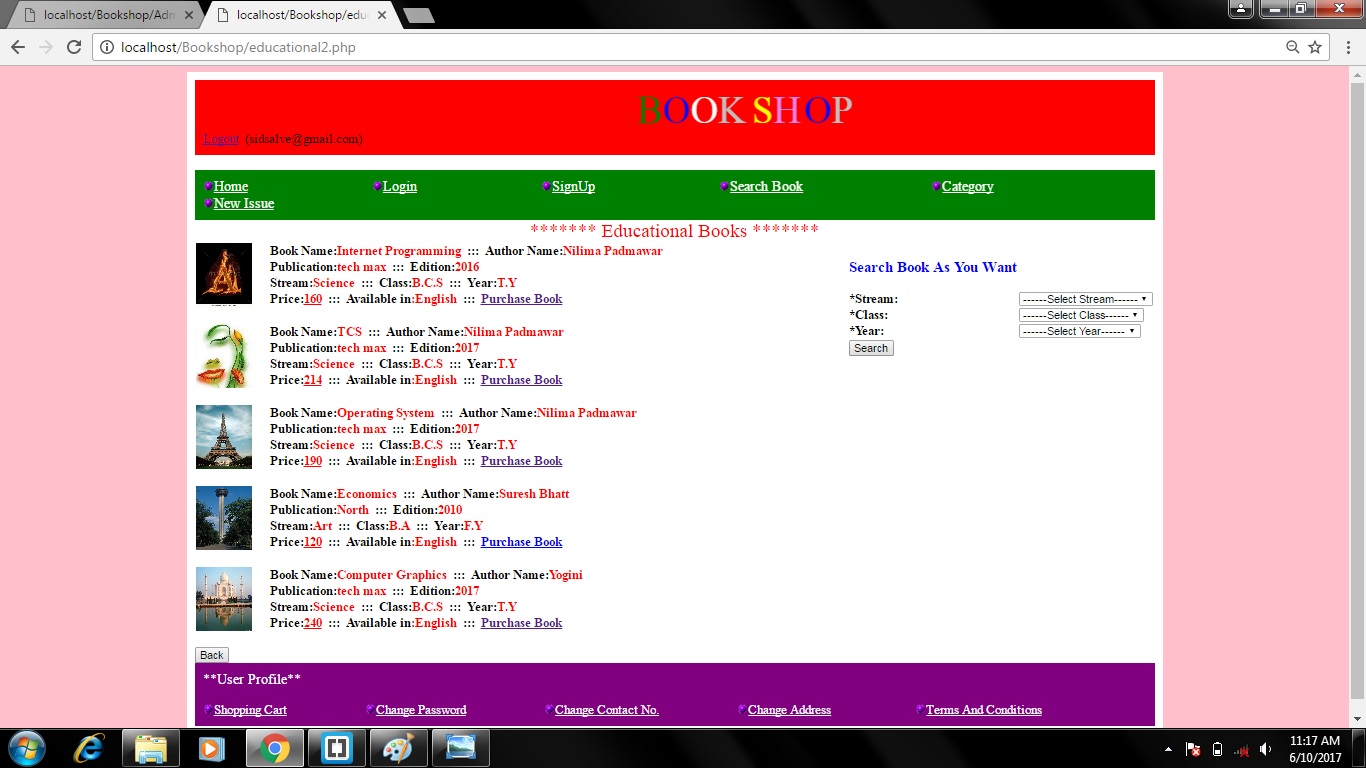 localhost/Bookshop/Adm
localhost/Bookshop/edu
localhost/Bookshop/educational2.php
BOOK SHOP
Logout (sidsalve@gmail.com)
Home Login SignUp Search Book Category
New Issue
******* Educational Books *******
Book Name:Internet Programming ::: Author Name:Nilima Padmawar
Publication:tech max ::: Edition:2016
Stream:Science ::: Class:B.C.S ::: Year:T.Y
Price:160 ::: Available in:English ::: Purchase Book
Book Name:TCS ::: Author Name:Nilima Padmawar
Publication:tech max ::: Edition:2017
Stream:Science ::: Class:B.C.S ::: Year:T.Y
Price:214 ::: Available in:English ::: Purchase Book
Book Name:Operating System ::: Author Name:Nilima Padmawar
Publication:tech max ::: Edition:2017
Stream:Science ::: Class:B.C.S ::: Year:T.Y
Price:190 ::: Available in:English ::: Purchase Book
Book Name:Economics ::: Author Name:Suresh Bhatt
Publication:North ::: Edition:2010
Stream:Art ::: Class:B.A ::: Year:F.Y
Price:120 ::: Available in:English ::: Purchase Book
Book Name:Computer Graphics ::: Author Name:Yogini
Publication:tech max ::: Edition:2017
Stream:Science ::: Class:B.C.S ::: Year:T.Y
Price:240 ::: Available in:English ::: Purchase Book
Search Book As You Want
*Stream: ------Select Stream------
*Class: ------Select Class------
*Year: ------Select Year------
Search
Back
**User Profile**
Shopping Cart Change Password Change Contact No. Change Address Terms And Conditions
11:17 AM
6/10/2017